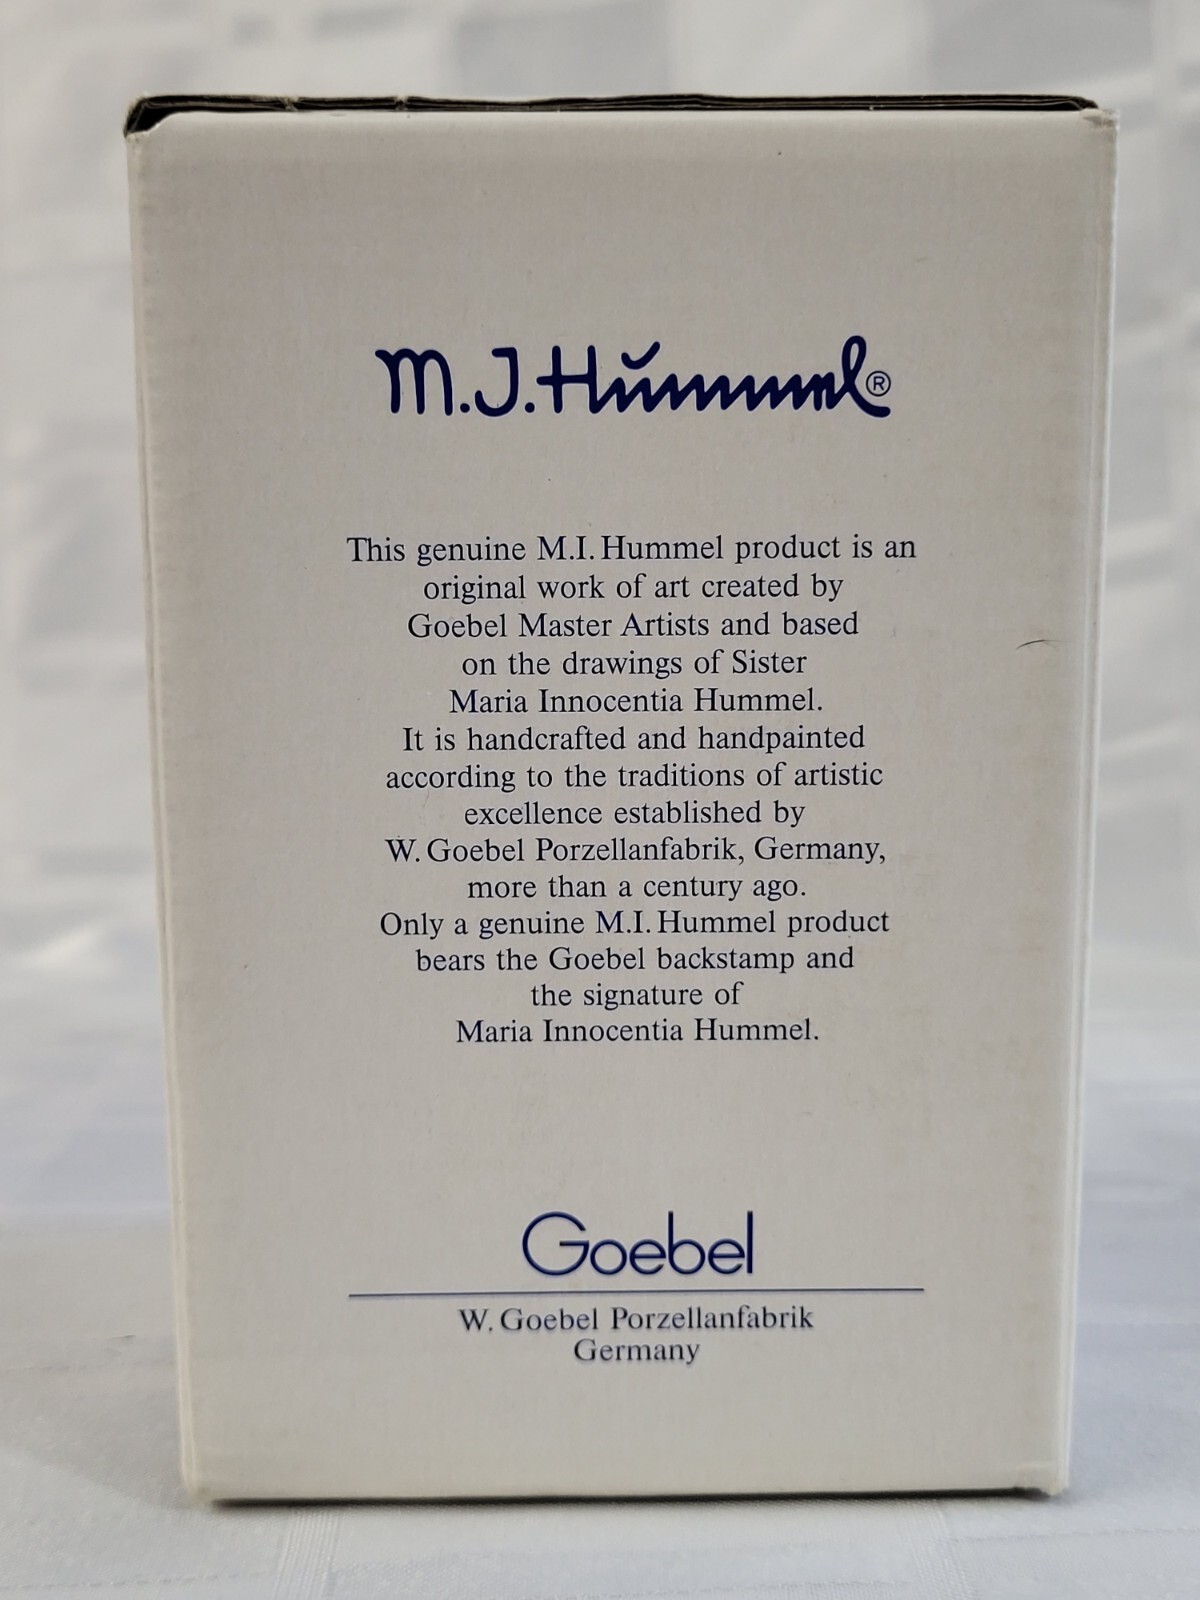 M.J. Hummel®
This genuine M.I. Hummel product is an
original work of art created by
Goebel Master Artists and based
on the drawings of Sister
Maria Innocentia Hummel.
It is handcrafted and handpainted
according to the traditions of artistic
excellence established by
W. Goebel Porzellanfabrik, Germany,
more than a century ago.
Only a genuine M.I. Hummel product
bears the Goebel backstamp and
the signature of
Maria Innocentia Hummel.
Goebel
W. Goebel Porzellanfabrik
Germany